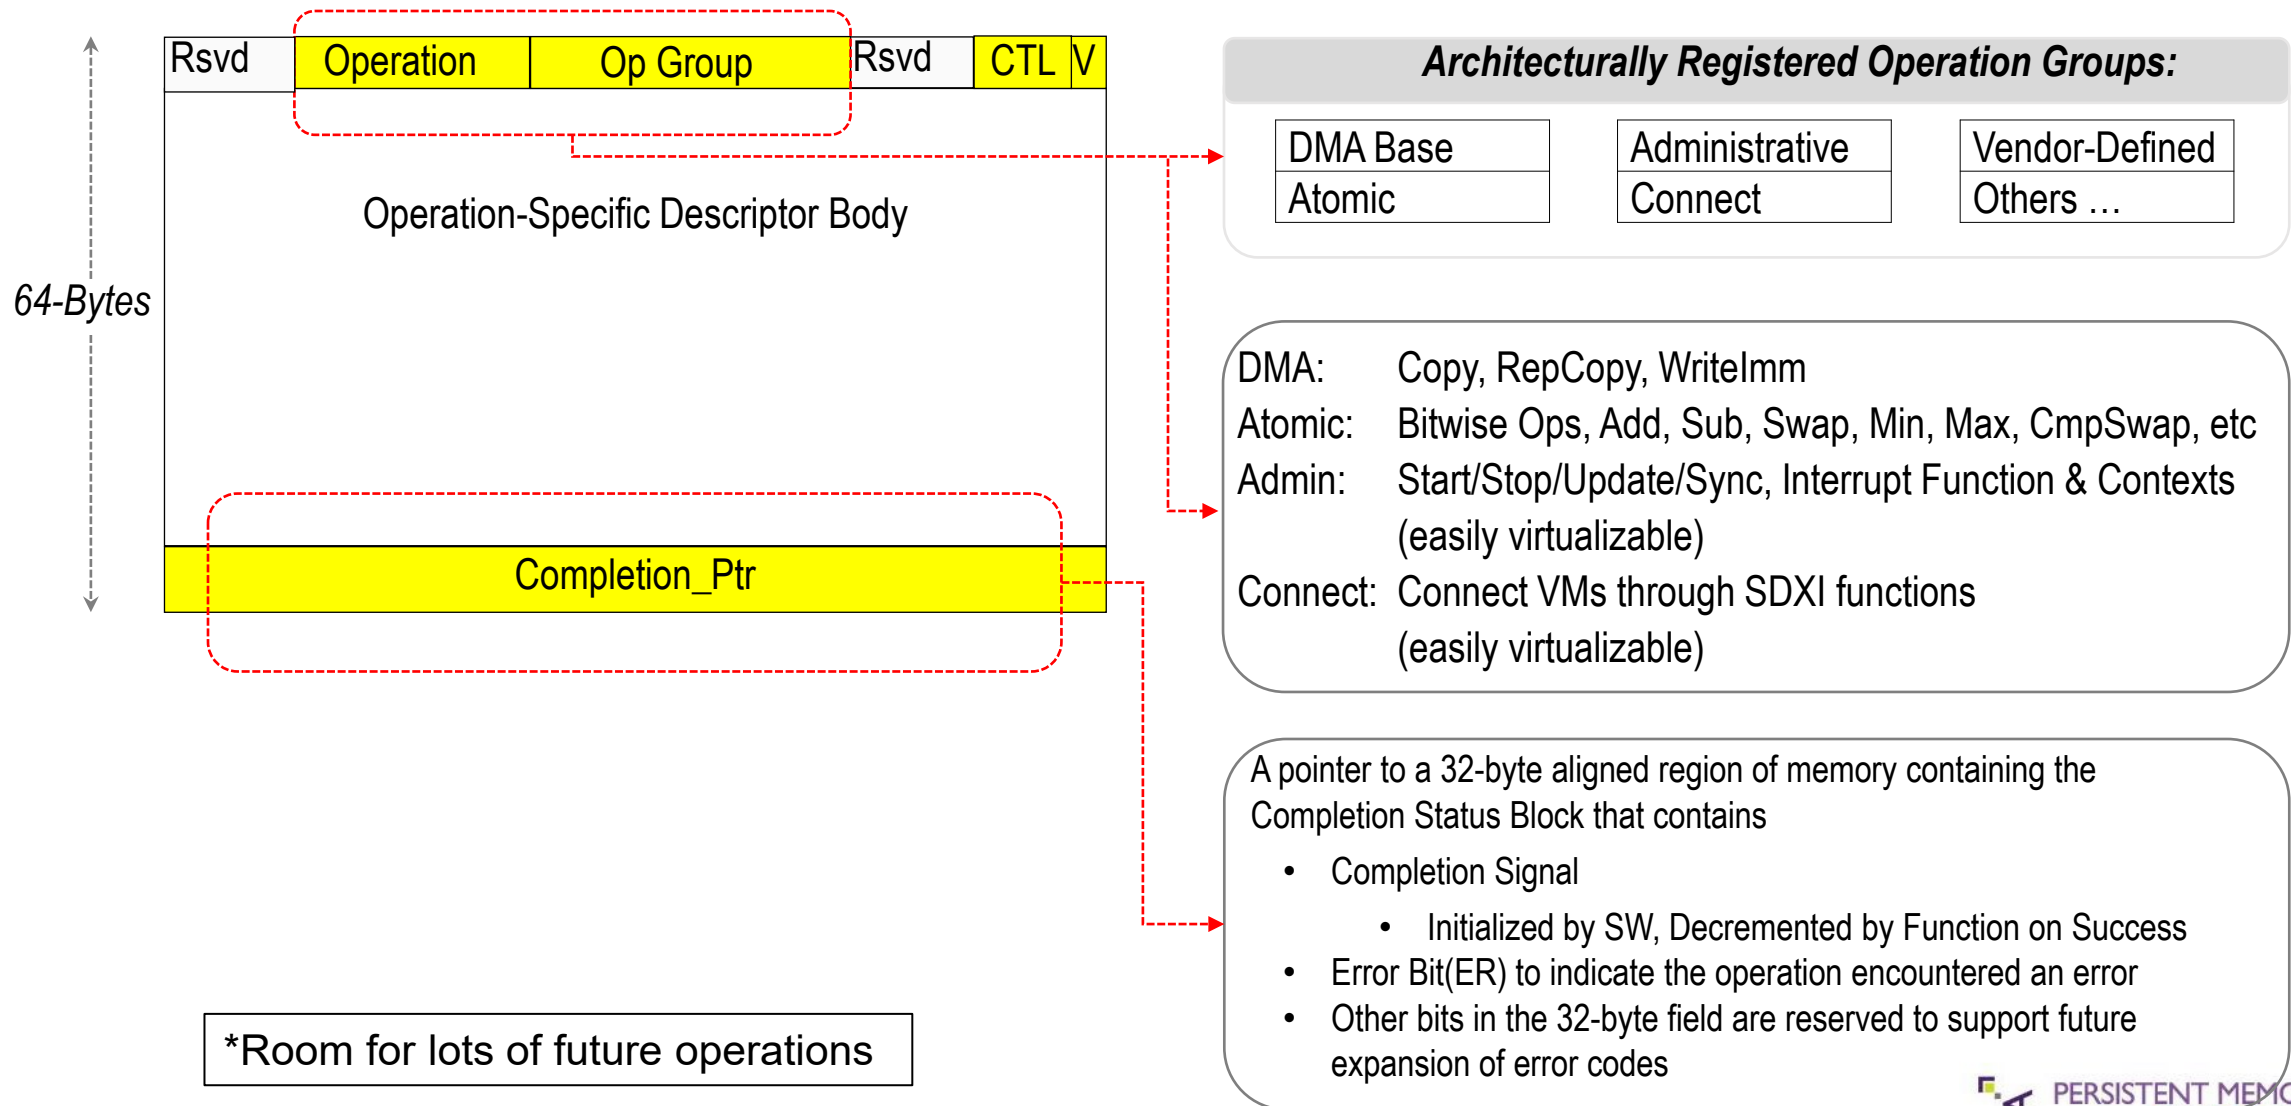 Rsvd Operation Op Group Rsvd CTL V
Operation-Specific Descriptor Body
64-Bytes
Completion_Ptr
*Room for lots of future operations
Architecturally Registered Operation Groups:
DMA Base Administrative Vendor-Defined
Atomic Connect Others …
DMA: Copy, RepCopy, WriteImm
Atomic: Bitwise Ops, Add, Sub, Swap, Min, Max, CmpSwap, etc
Admin: Start/Stop/Update/Sync, Interrupt Function & Contexts
(easily virtualizable)
Connect: Connect VMs through SDXI functions
(easily virtualizable)
A pointer to a 32-byte aligned region of memory containing the
Completion Status Block that contains
• Completion Signal
• Initialized by SW, Decremented by Function on Success
• Error Bit(ER) to indicate the operation encountered an error
• Other bits in the 32-byte field are reserved to support future
expansion of error codes
PERSISTENT